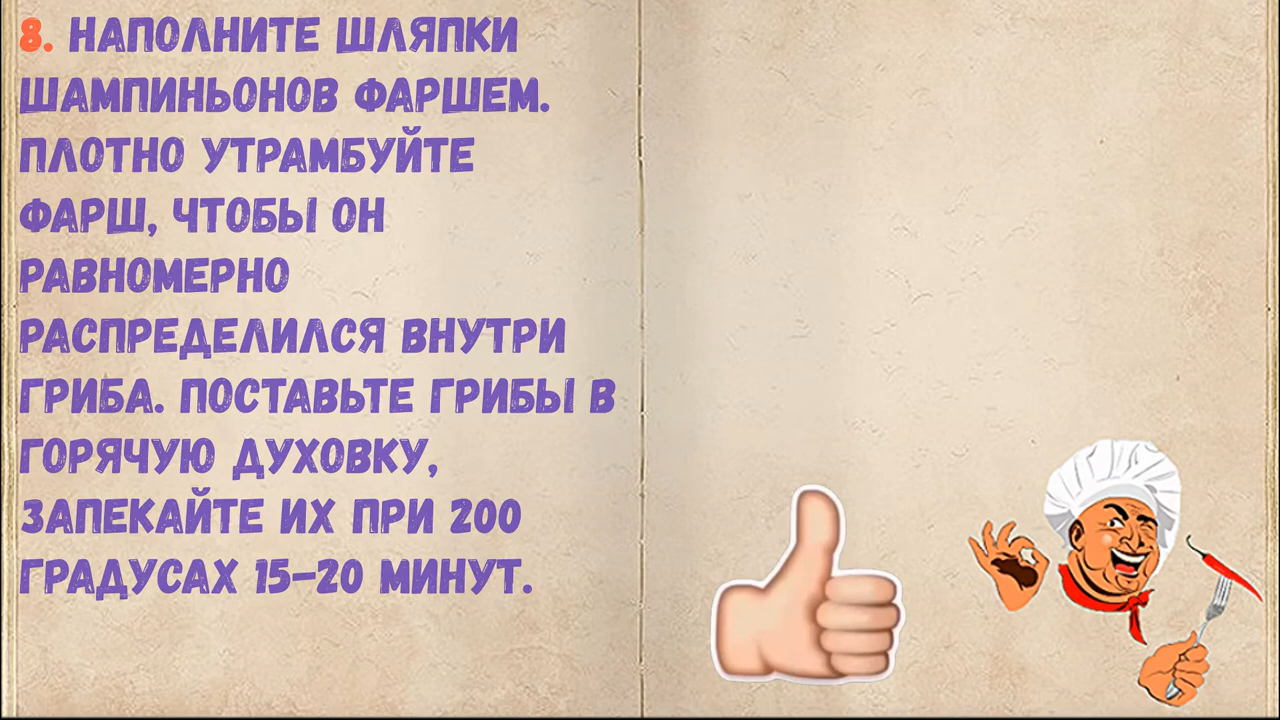 8. НАПОЛНИТЕ ШЛЯПКИ
ШАМПИНЬОНОВ ФАРШЕМ.
ПЛОТНО УТРАМБУЙТЕ
ФАРШ, ЧТОБЫ ОН
РАВНОМЕРНО
РАСПРЕДЕЛИЛСЯ ВНУТРИ
ГРИБА. ПОСТАВЬТЕ ГРИБЫ В
ГОРЯЧУЮ ДУХОВКУ,
ЗАПЕКАЙТЕ ИХ ПРИ 200
ГРАДУСАХ 15-20 МИНУТ.